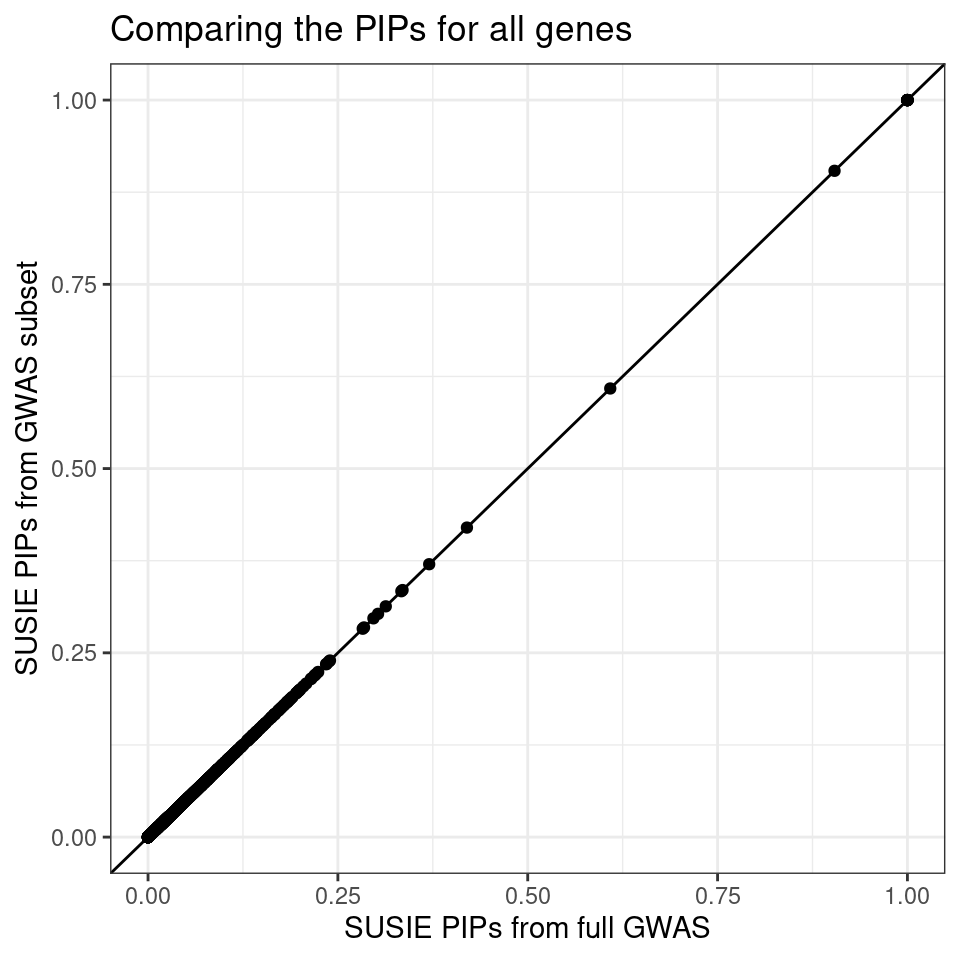 Comparing the PIPs for all genes
SUSIE PIPs from GWAS subset
1.00
0.75
0.50
0.25
0.00
0.00 0.25 0.50 0.75 1.00
SUSIE PIPs from full GWAS